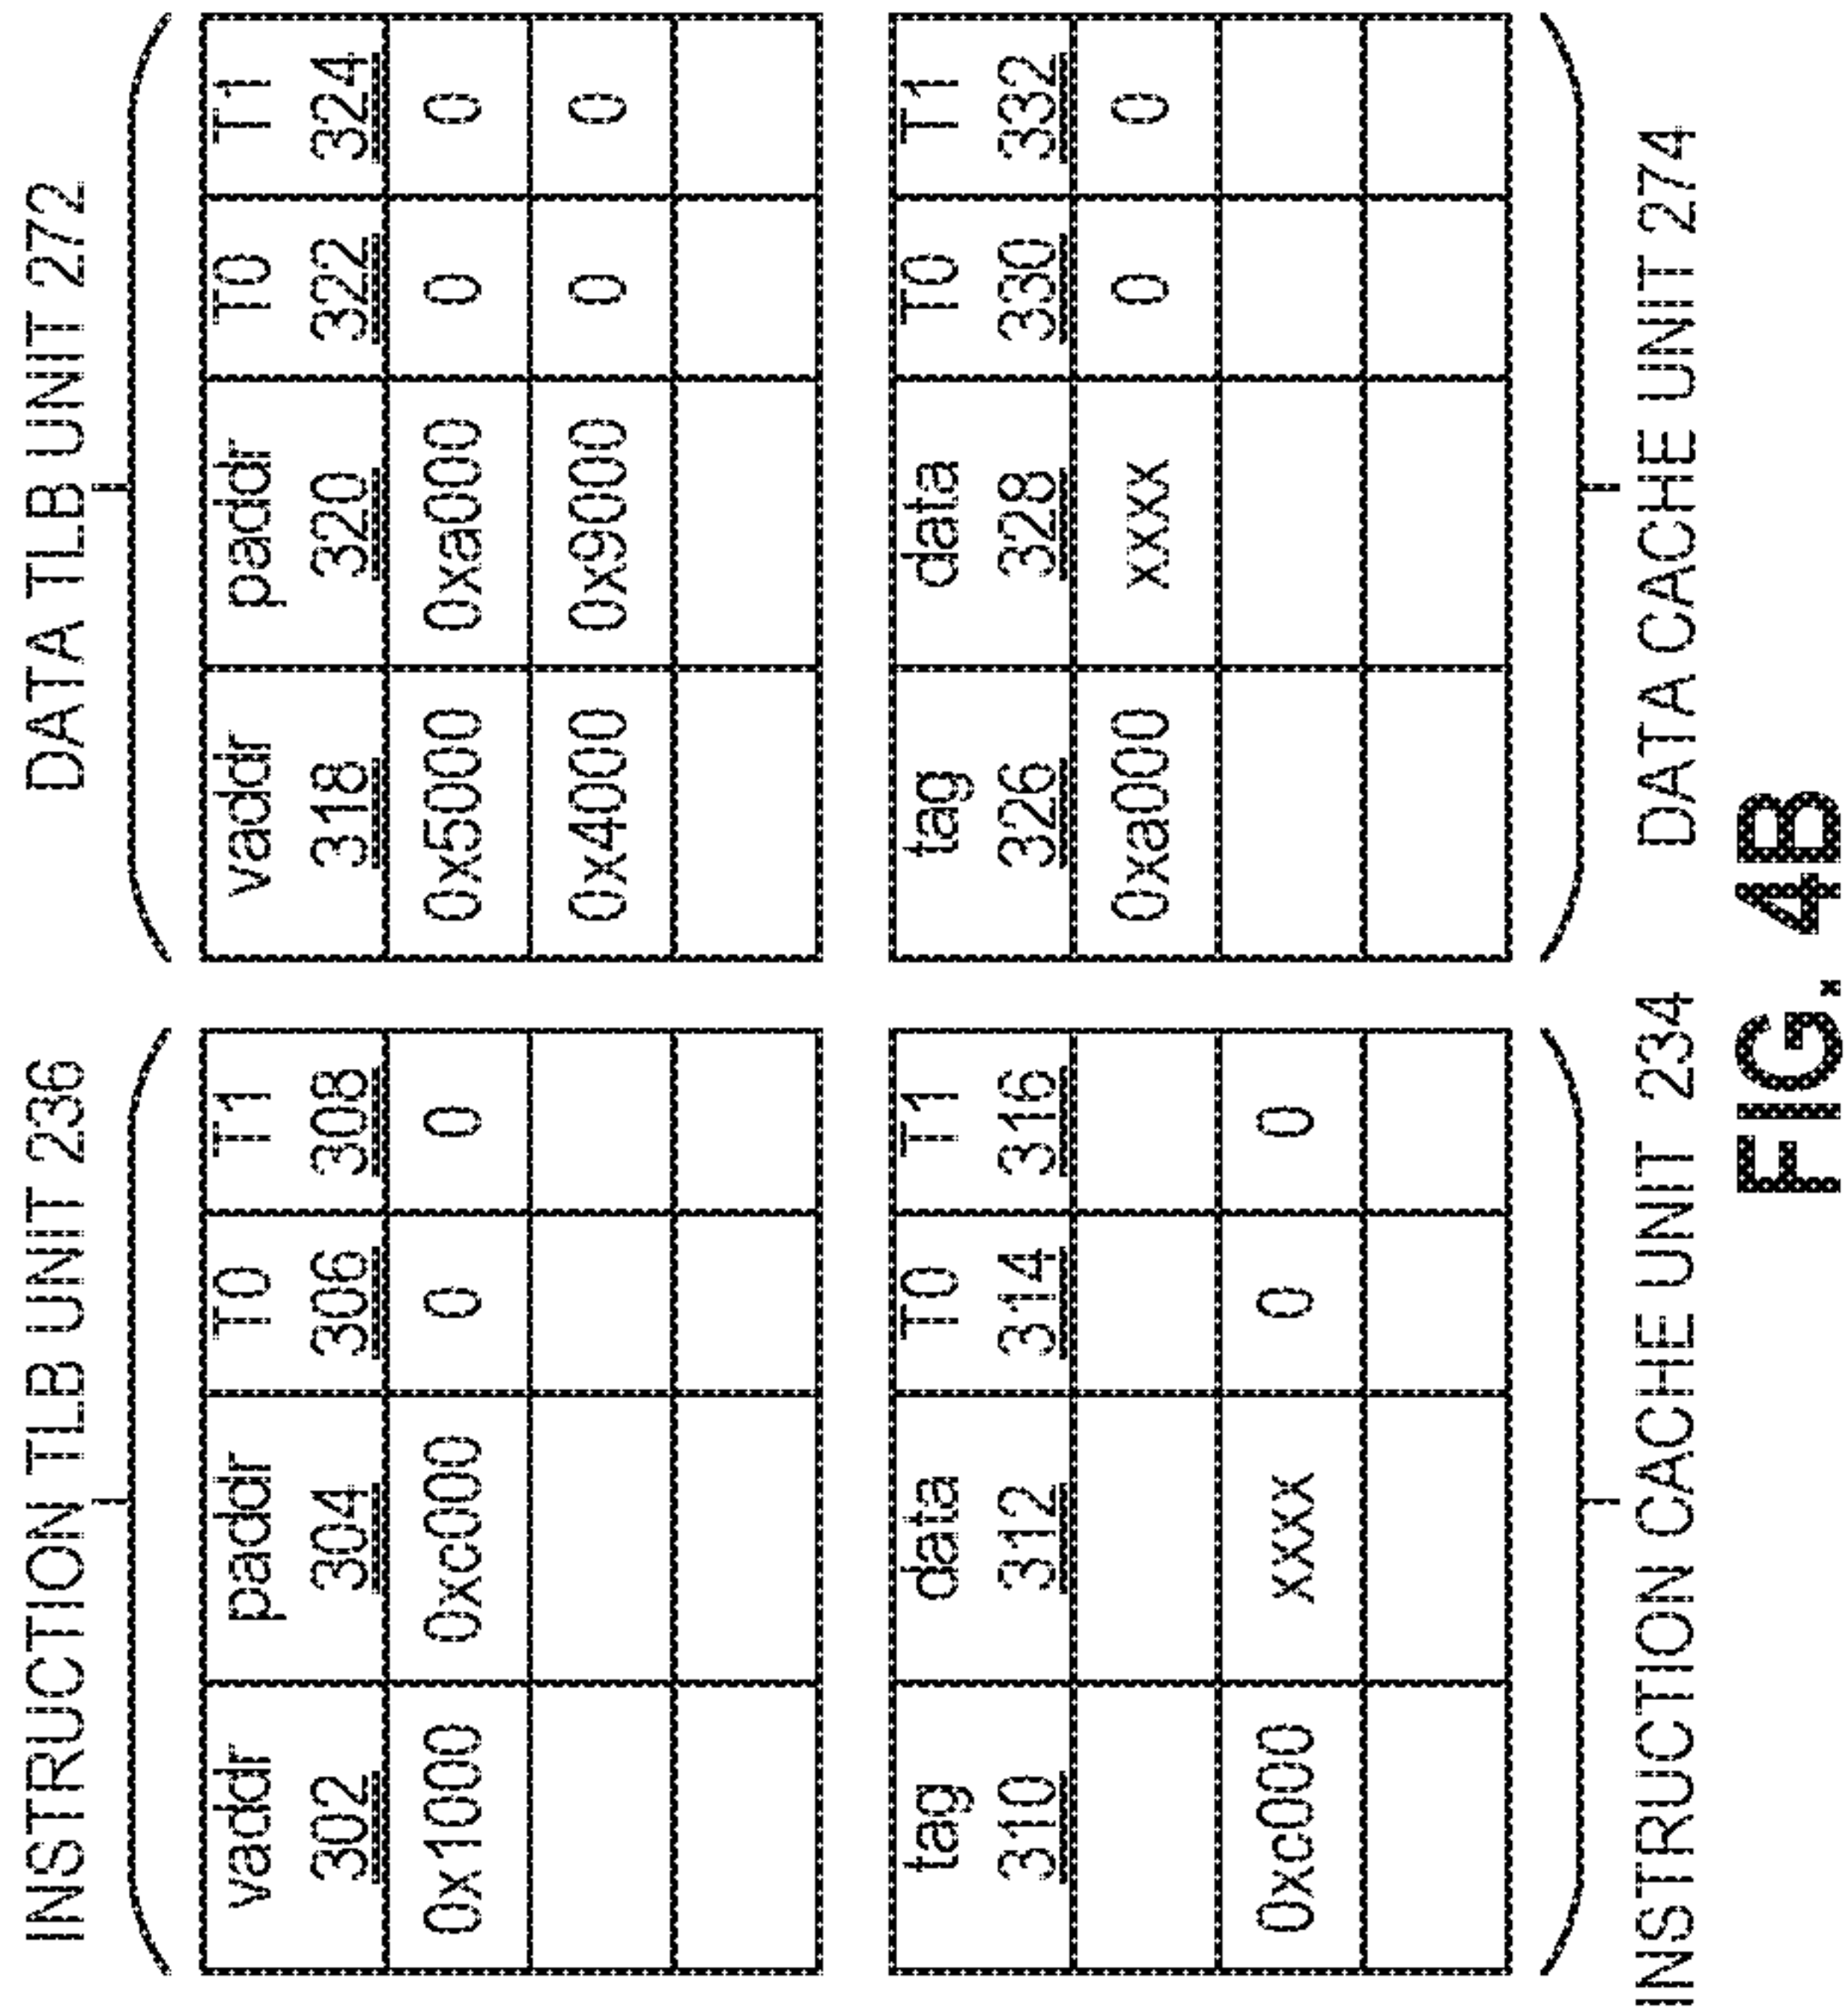 INSTRUCTION TLB UNIT 236
vaddr 302 paddr 304 T0 306 T1 308
0x1000 0xc000 0 0
DATA TLB UNIT 272
vaddr 318 paddr 320 T0 322 T1 324
0x5000 0xa000 0 0
0x4000 0x9000 0 0
tag 310 data 312 T0 314 T1 316
0xc000 xxxx 0 0
INSTRUCTION CACHE UNIT 234
tag 326 data 328 T0 330 T1 332
0xa000 xxxx 0 0
DATA CACHE UNIT 274
FIG. 4B